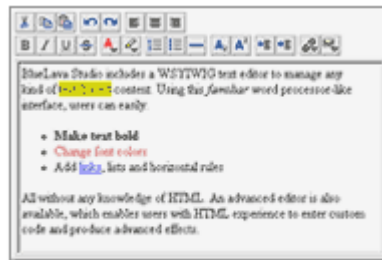 B I U S A
BlueLava Studio includes a WSYIWIG text editor to manage any
kind of content. Using this familiar word processor-like
interface, users can easily:
Make text bold
Change font colors
Add links, lists and horizontal rules
All without any knowledge of HTML. An advanced editor is also
available, which enables users with HTML experience to enter custom
code and produce advanced effects.